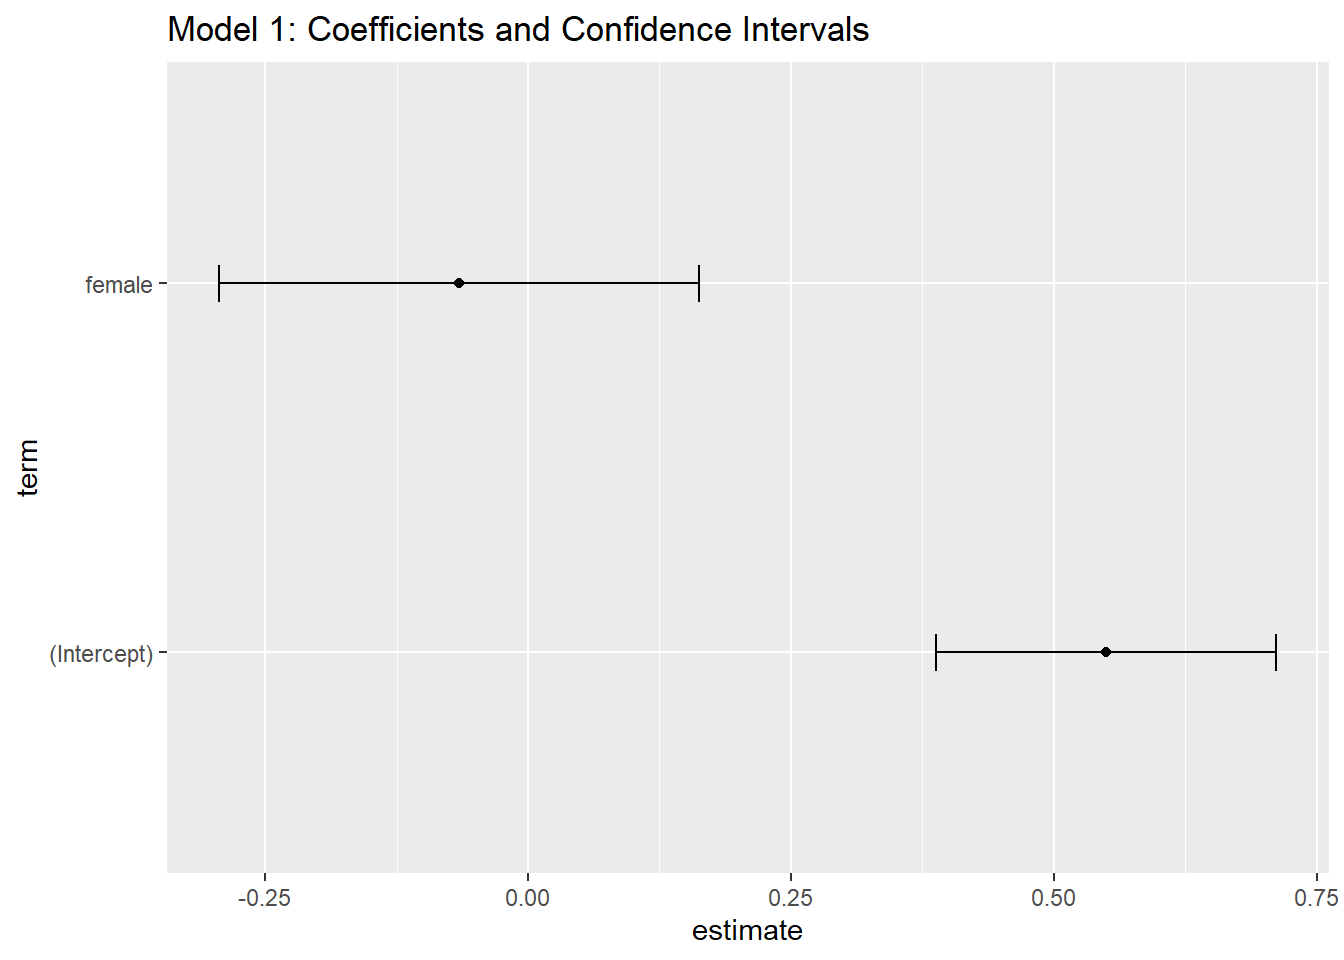 Model 1: Coefficients and Confidence Intervals
term
female
(Intercept)
-0.25
0.00
0.25
0.50
0.75
estimate